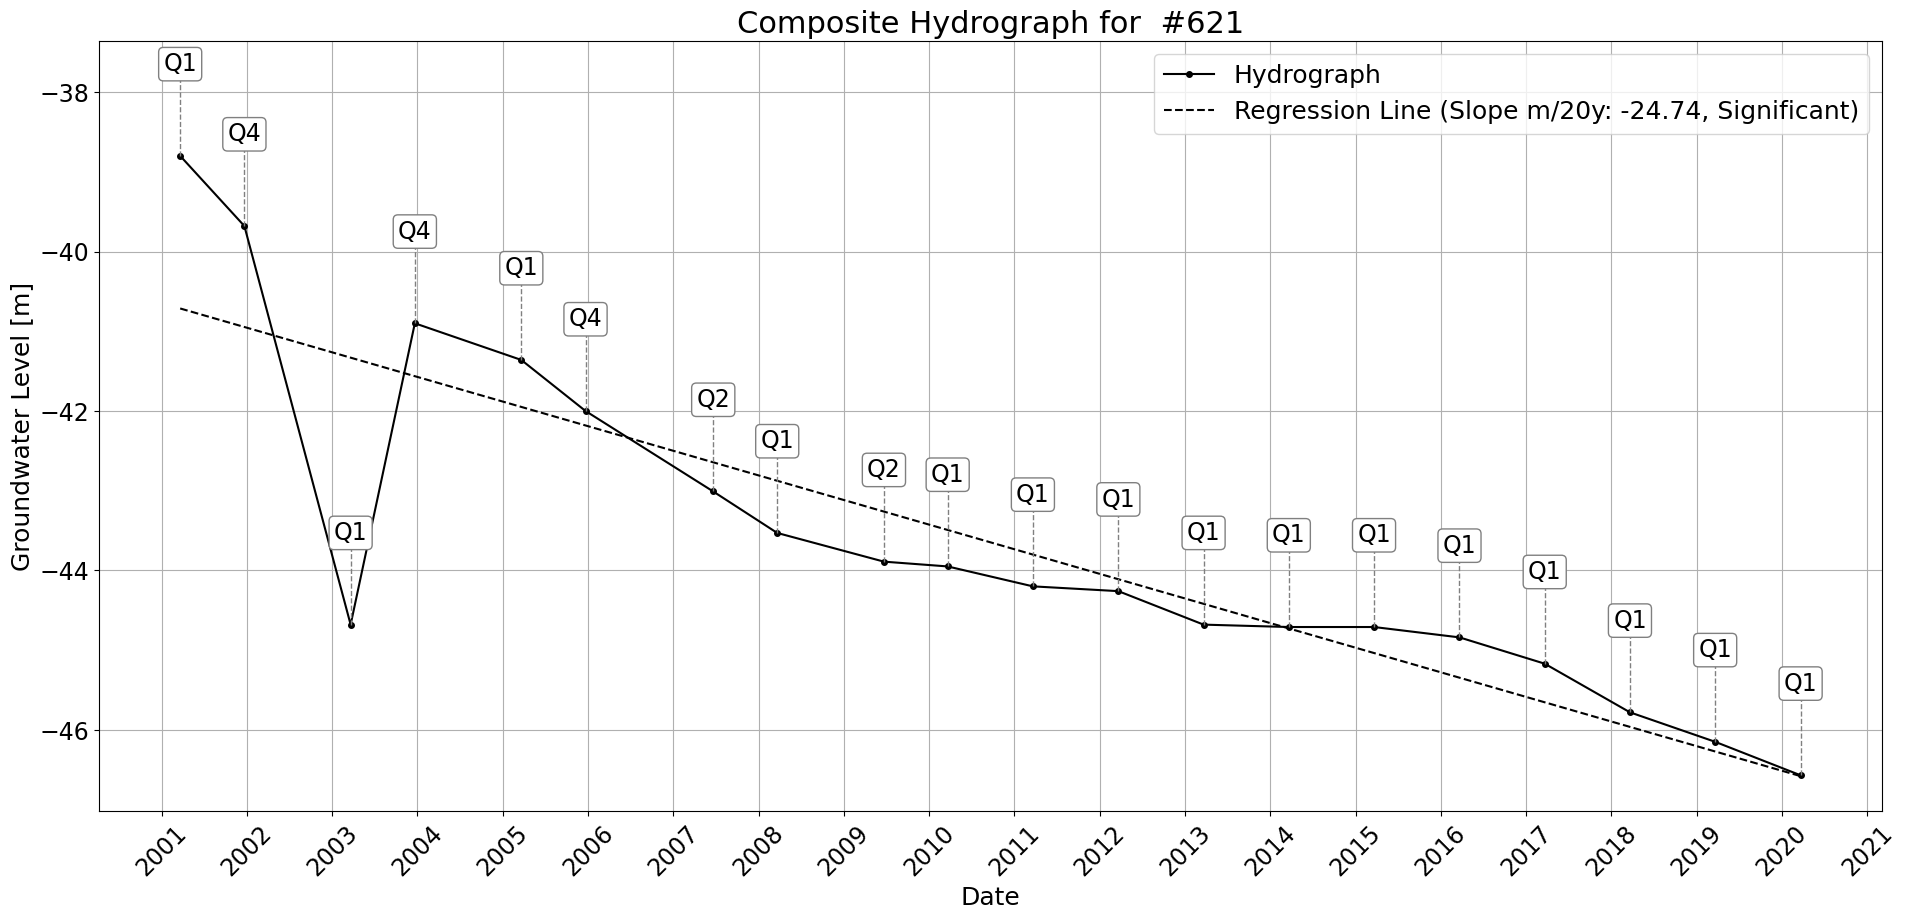 Composite Hydrograph for  #621
Hydrograph
Regression Line (Slope m/20y: -24.74, Significant)
Groundwater Level [m]
−38
−40
−42
−44
−46
Q1
Q4
Q1
Q4
Q1
Q4
Q2
Q1
Q2
Q1
Q1
Q1
Q1
Q1
Q1
Q1
Q1
Q1
Q1
Q1
2001
2002
2003
2004
2005
2006
2007
2008
2009
2010
2011
2012
2013
2014
2015
2016
2017
2018
2019
2020
2021
Date